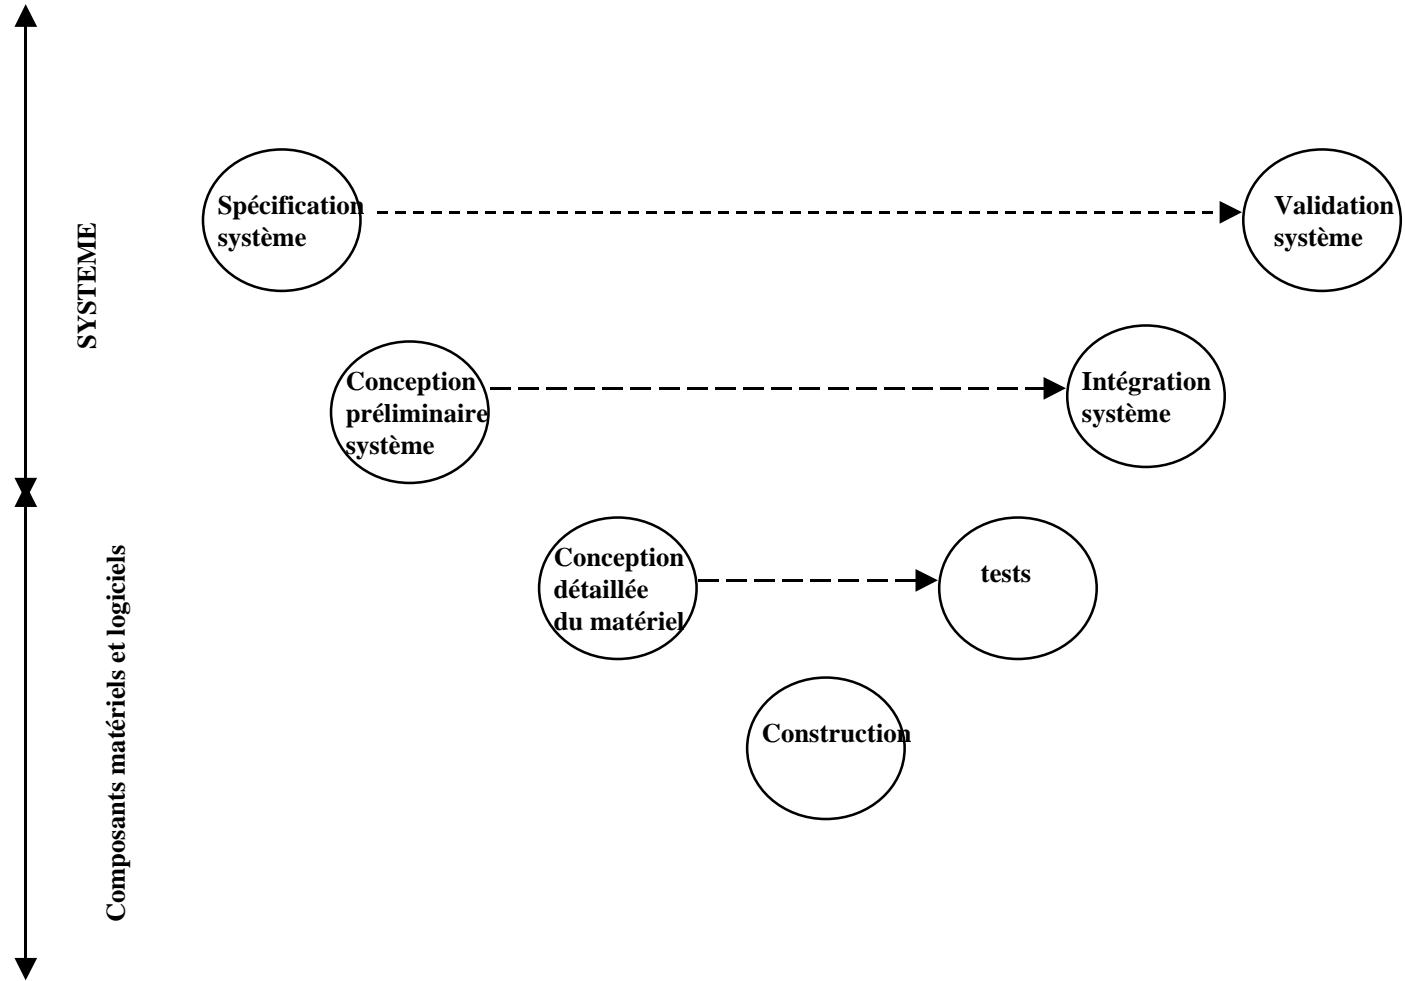 SYSTEME
Spécification
système
Validation
système
Conception
préliminaire
système
Intégration
système
Composants matériels et logiciels
Conception
détaillée
du matériel
tests
Construction